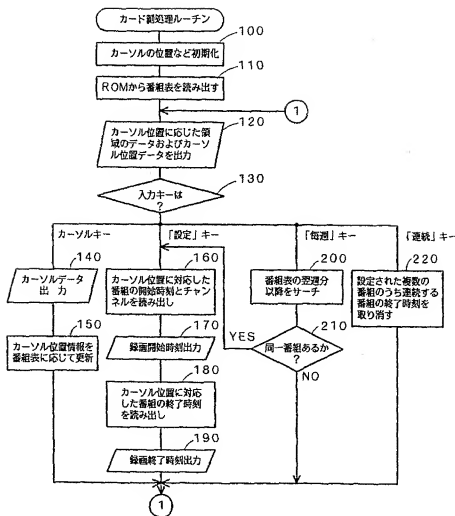 カード側処理ルーチン
100
カーソルの位置など初期化
110
ROMから番組表を読み出す
1
120
カーソル位置に応じた領
域のデータおよびカーソ
ル位置データを出力
130
入力キーは
?
カーソルキー
「設定」キー
「毎週」キー
「連続」キー
140
カーソルデータ
出力
150
カーソル位置情報を
番組表に応じて更新
160
カーソル位置に対応した
番組の開始時刻とチャン
ネルを読み出し
170
録画開始時刻出力
180
カーソル位置に対
応した番組の終了時刻
を読み出し
190
録画終了時刻出力
200
番組表の翌週分
以降をサーチ
210
同一番組あるか
?
YES
NO
220
設定された複数の
番組のうち連続する
番組の終了時刻を
取り消す
1